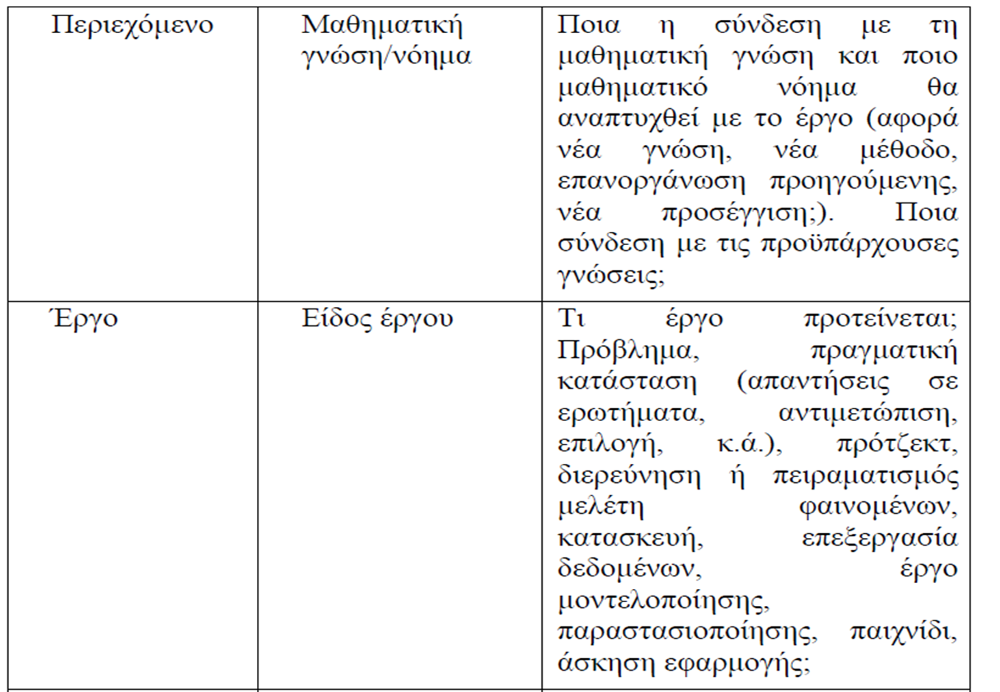 Περιεχόμενο
Μαθηματική
γνώση/νόημα
Ποια η σύνδεση με τη
μαθηματική γνώση και ποιο
μαθηματικό νόημα θα
αναπτυχθεί με το έργο (αφορά
νέα γνώση, νέα μέθοδο,
επανοργάνωση προηγούμενης,
νέα προσέγγιση;). Ποια
σύνδεση με τις προϋπάρχουσες
γνώσεις;
Έργο
Είδος έργου
Τι έργο προτείνεται;
Πρόβλημα, πραγματική
κατάσταση (απαντήσεις σε
ερωτήματα, αντιμετώπιση,
επιλογή, κ.ά.), πρότζεκτ,
διερεύνηση ή πειραματισμός
μελέτη φαινομένων,
κατασκευή, επεξεργασία
δεδομένων, έργο
μοντελοποίησης,
παραστασιοποίησης, παιχνίδι,
άσκηση εφαρμογής;